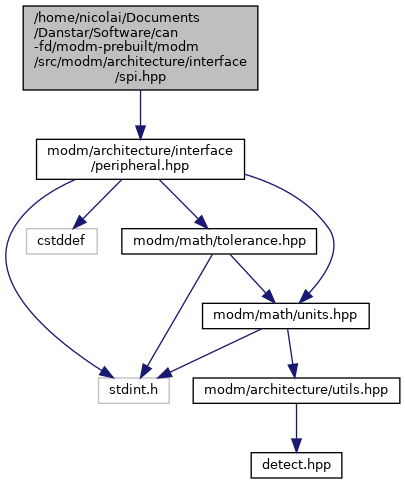 /home/nicolai/Documents
/Danstar/Software/can
-fd/modm-prebuilt/modm
/src/modm/architecture/interface
/spi.hpp
modm/architecture/interface
/peripheral.hpp
cstddef
modm/math/tolerance.hpp
modm/math/units.hpp
stdint.h
modm/architecture/utils.hpp
detect.hpp